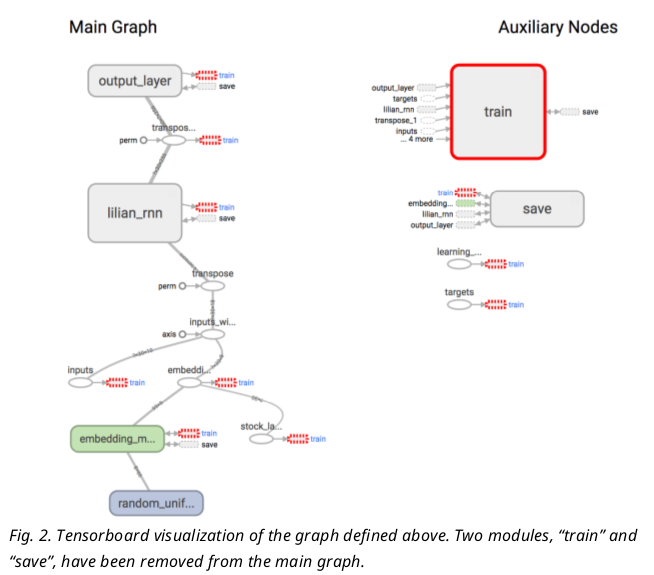 Main Graph
Auxiliary Nodes
output_layer
train
save
transpos...
perm
train
lilian_rnn
train
save
transpose
perm
inputs_wi...
axis
inputs
train
embeddi...
train
stock_la...
train
embedding_m...
train
save
random_unif...
output_layer
targets
lilian_rnn
transpose_1
inputs
... 4 more
train
save
train
embedding...
lilian_rnn
output_layer
save
learning_...
train
targets
train
Fig. 2. Tensorboard visualization of the graph defined above. Two modules, “train” and
“save”, have been removed from the main graph.